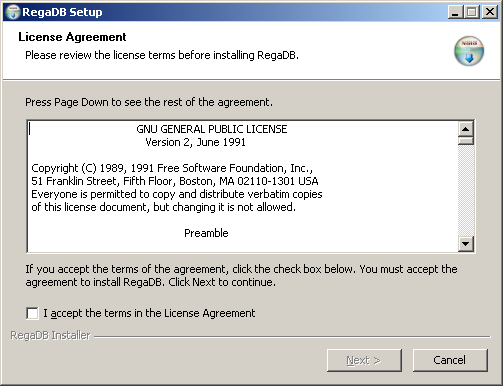 RegaDB Setup
License Agreement
Please review the license terms before installing RegaDB.
Press Page Down to see the rest of the agreement.
GNU GENERAL PUBLIC LICENSE
Version 2, June 1991
Copyright (C) 1989, 1991 Free Software Foundation, Inc.,
51 Franklin Street, Fifth Floor, Boston, MA 02110-1301 USA
Everyone is permitted to copy and distribute verbatim copies
of this license document, but changing it is not allowed.
Preamble
If you accept the terms of the agreement, click the check box below. You must accept the
agreement to install RegaDB. Click Next to continue.
I accept the terms in the License Agreement
RegaDB Installer
Next >
Cancel